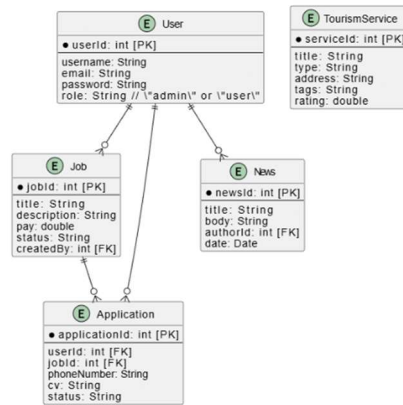 E User
● userId: int [PK]
username: String
email: String
password: String
role: String // \"admin\" or \"user\"
E TourismService
● serviceId: int [PK]
title: String
type: String
address: String
tags: String
rating: double
E Job
● jobId: int [PK]
title: String
description: String
pay: double
status: String
createdBy: int [FK]
E News
● newsId: int [PK]
title: String
body: String
authorId: int [FK]
date: Date
E Application
● applicationId: int [PK]
userId: int [FK]
jobId: int [FK]
phoneNumber: String
cv: String
status: String